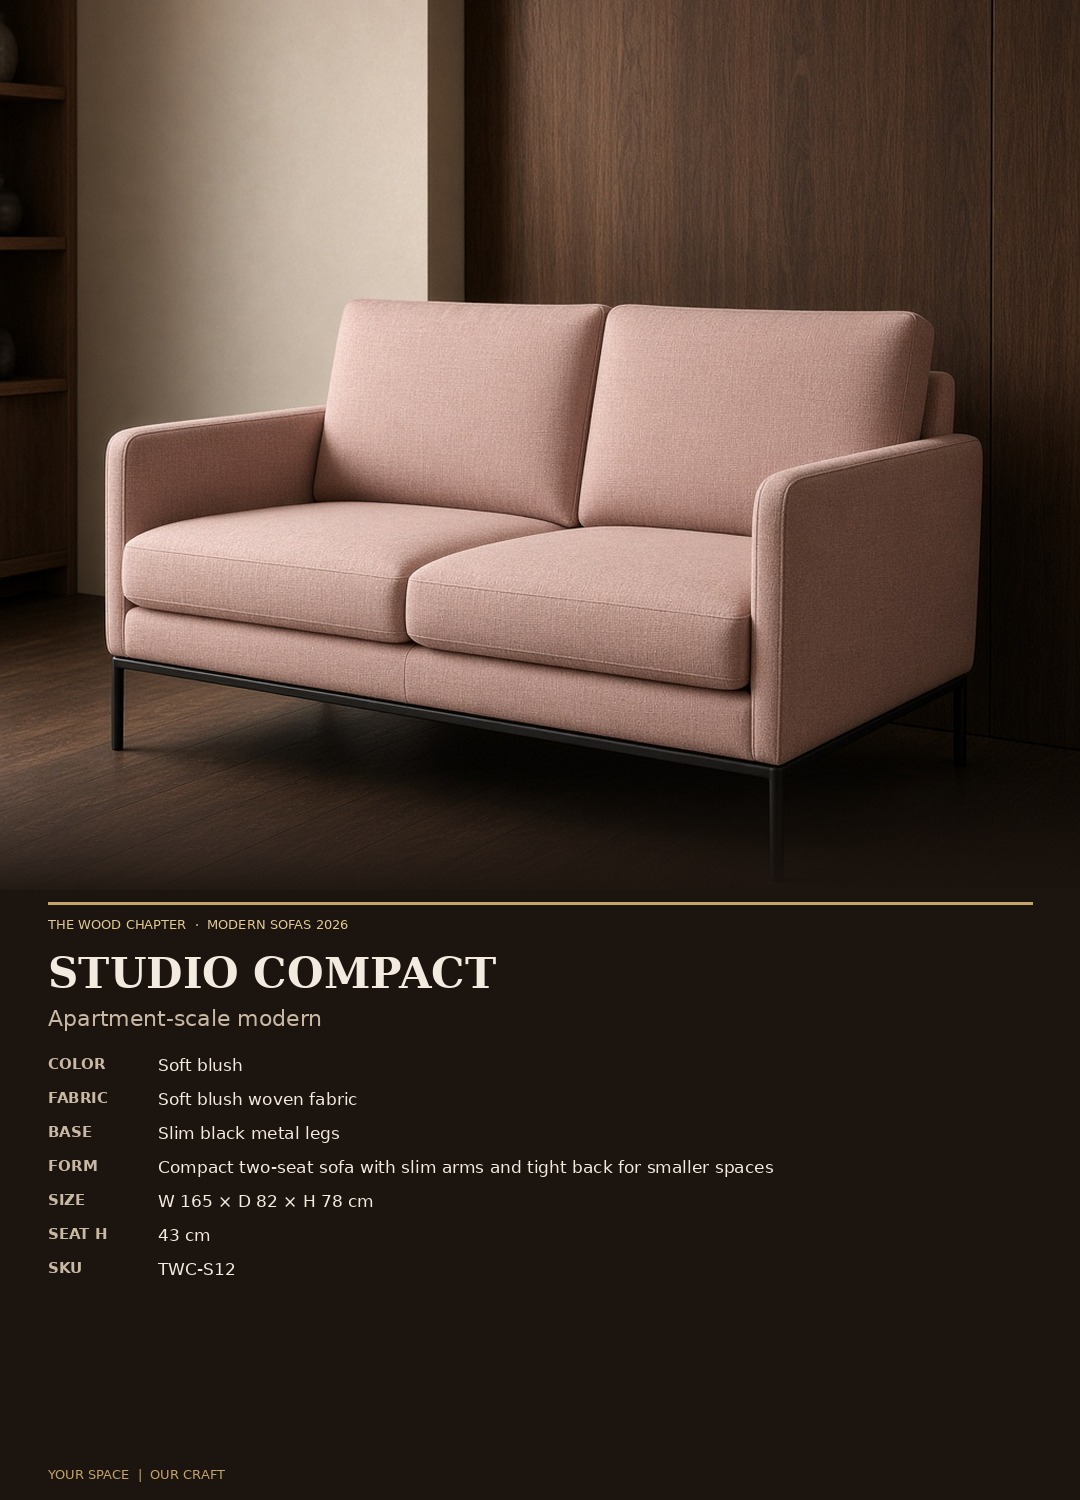 THE WOOD CHAPTER · MODERN SOFAS 2026
STUDIO COMPACT
Apartment-scale modern
COLOR Soft blush
FABRIC Soft blush woven fabric
BASE Slim black metal legs
FORM Compact two-seat sofa with slim arms and tight back for smaller spaces
SIZE W 165 × D 82 × H 78 cm
SEAT H 43 cm
SKU TWC-S12
YOUR SPACE | OUR CRAFT